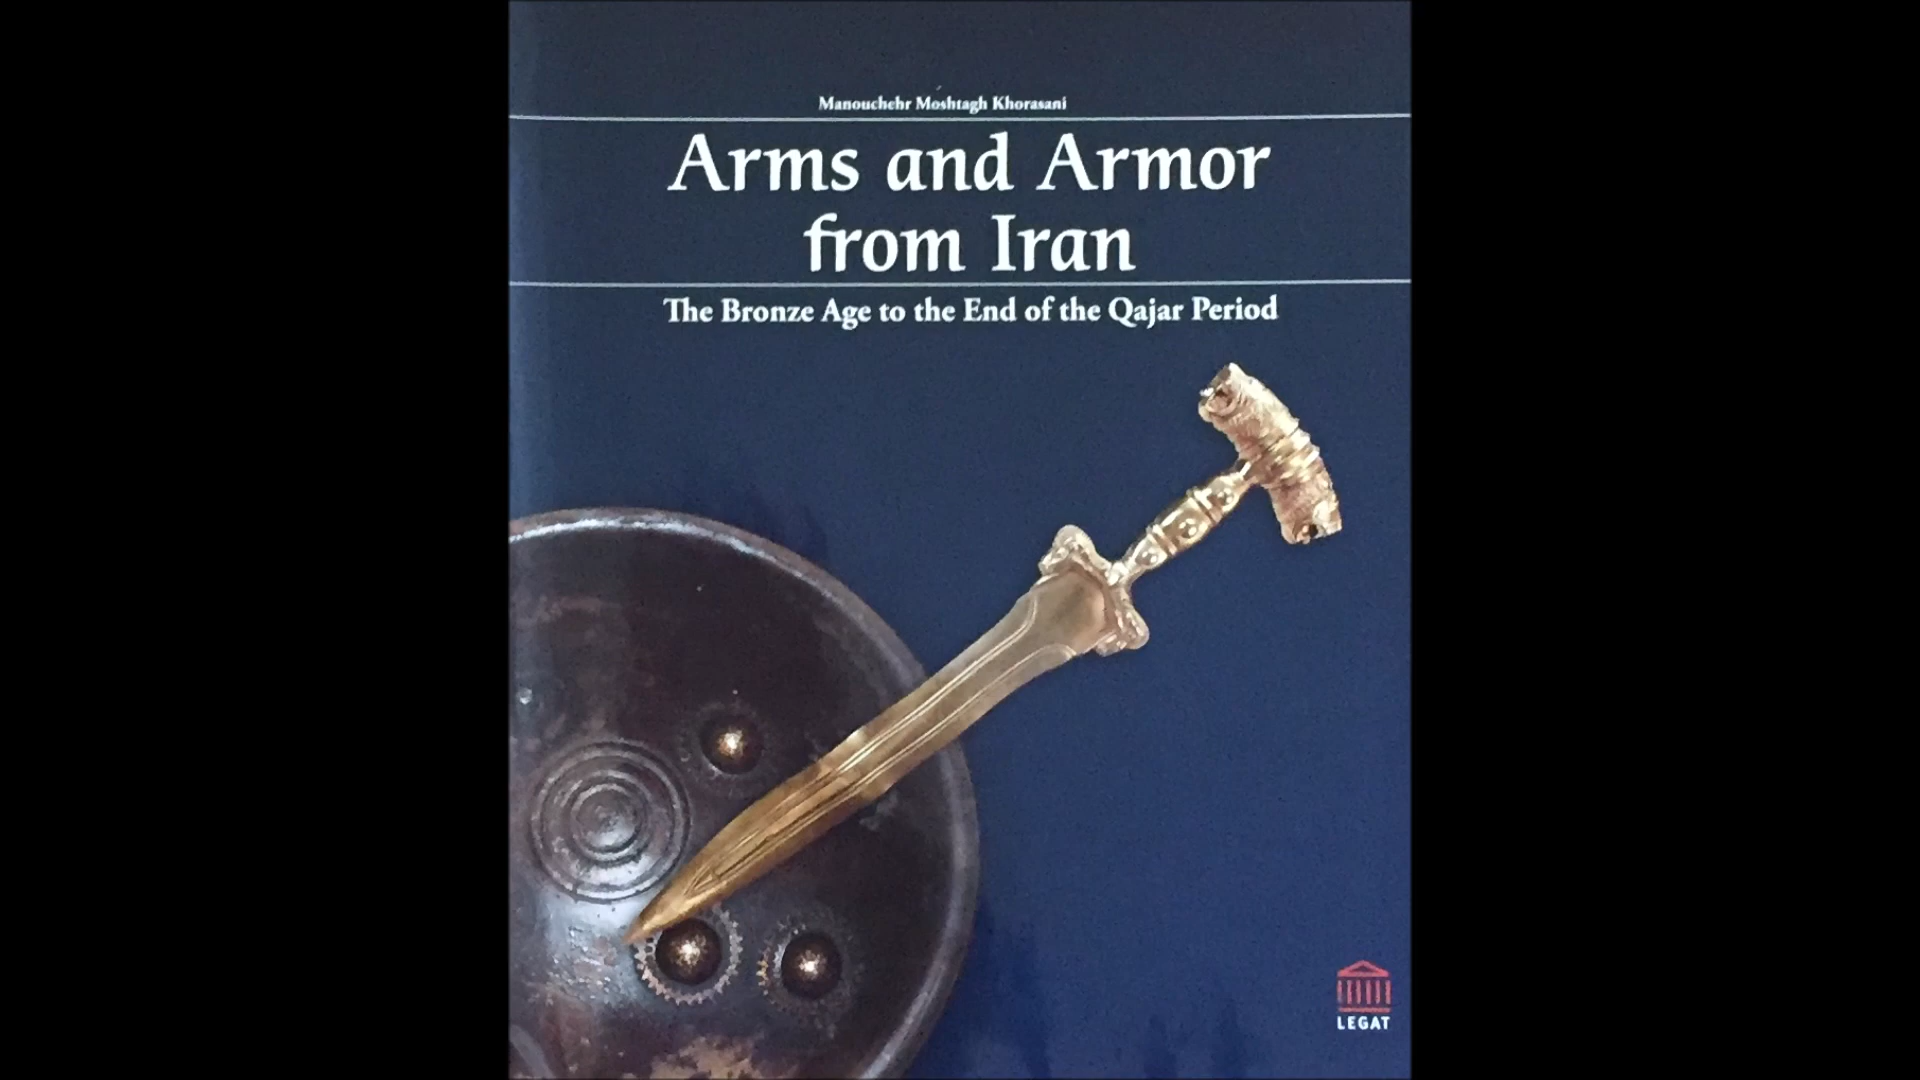 Manouchehr Moshtagh Khorasani
Arms and Armor
from Iran
The Bronze Age to the End of the Qajar Period
LEGAT